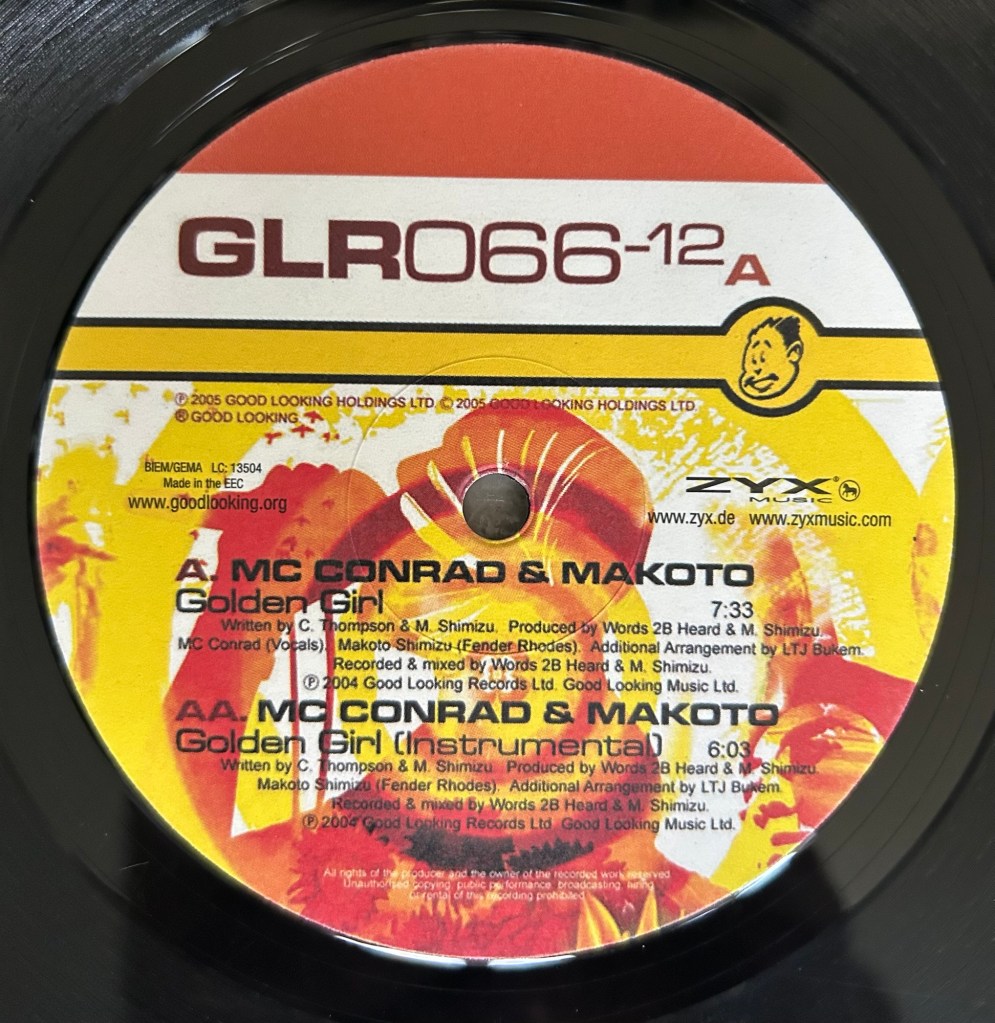 GLR066-12 A
℗ 2005 GOOD LOOKING HOLDINGS LTD. © 2005 GOOD LOOKING HOLDINGS LTD.
® GOOD LOOKING.
BIEM/GEMA LC: 13504
Made in the EEC
www.goodlooking.org
ZYX®
MUSIC
www.zyx.de www.zyxmusic.com
A. MC CONRAD & MAKOTO
Golden Girl 7:33
Written by C. Thompson & M. Shimizu. Produced by Words 2B Heard & M. Shimizu.
MC Conrad (Vocals). Makoto Shimizu (Fender Rhodes). Additional Arrangement by LTJ Bukem.
Recorded & mixed by Words 2B Heard & M. Shimizu.
℗ 2004 Good Looking Records Ltd. Good Looking Music Ltd.
AA. MC CONRAD & MAKOTO
Golden Girl (Instrumental) 6:03
Written by C. Thompson & M. Shimizu. Produced by Words 2B Heard & M. Shimizu.
Makoto Shimizu (Fender Rhodes). Additional Arrangement by LTJ Bukem.
Recorded & mixed by Words 2B Heard & M. Shimizu.
℗ 2004 Good Looking Records Ltd. Good Looking Music Ltd.
All rights of the producer and the owner of the recorded work reserved.
Unauthorised copying, public performance, broadcasting, hiring
or rental of this recording prohibited.